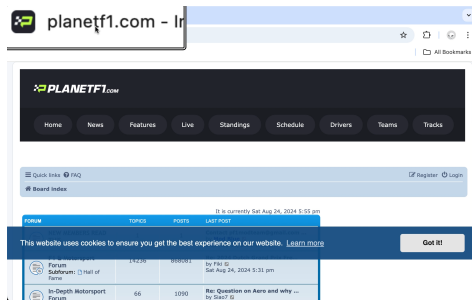 planetf1.com - In
All Bookmarks
PLANETF1.COM
Home News Features Live Standings Schedule Drivers Teams Tracks
Quick links FAQ Register Login
Board index
It is currently Sat Aug 24, 2024 5:55 pm
FORUM TOPICS POSTS LAST POST
This website uses cookies to ensure you get the best experience on our website. Learn more Got it!
Forum 14236 868081 by Fiki
Subforum: Hall of Fame Sat Aug 24, 2024 5:31 pm
In-Depth Motorsport Forum 66 1090 Re: Question on Aero and why ...
by Siao7